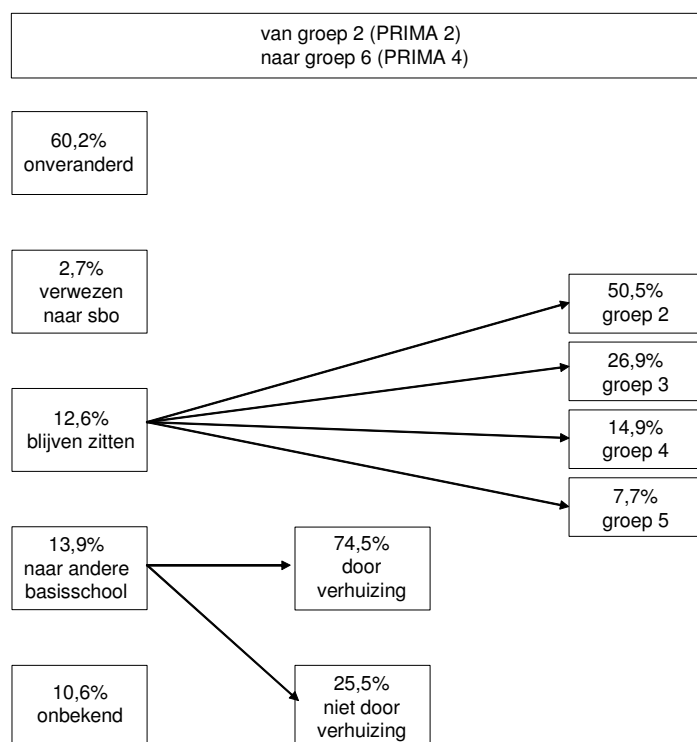 van groep 2 (PRIMA 2)
naar groep 6 (PRIMA 4)
60,2%
onveranderd
2,7%
verwezen
naar sbo
12,6%
blijven zitten
50,5%
groep 2
26,9%
groep 3
14,9%
groep 4
7,7%
groep 5
13,9%
naar andere
basisschool
74,5%
door
verhuizing
25,5%
niet door
verhuizing
10,6%
onbekend